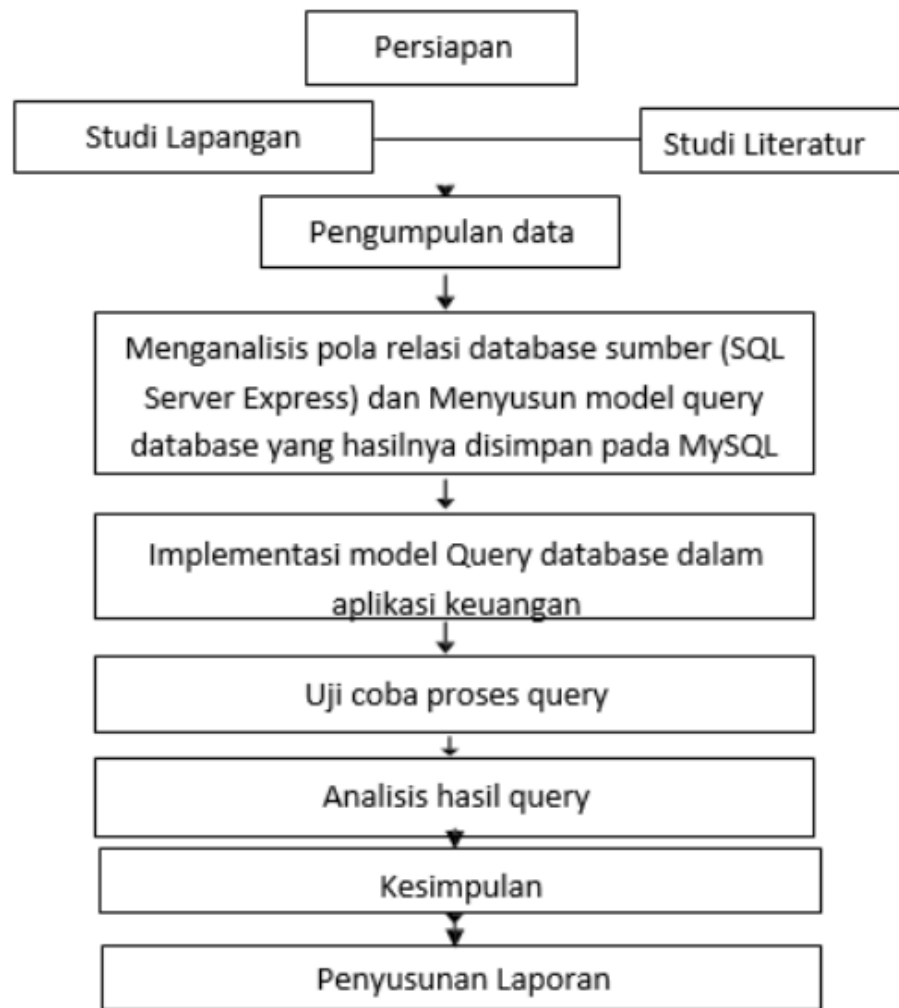 Persiapan
Studi Lapangan
Studi Literatur
Pengumpulan data
Menganalisis pola relasi database sumber (SQL
Server Express) dan Menyusun model query
database yang hasilnya disimpan pada MySQL
Implementasi model Query database dalam
aplikasi keuangan
Uji coba proses query
Analisis hasil query
Kesimpulan
Penyusunan Laporan